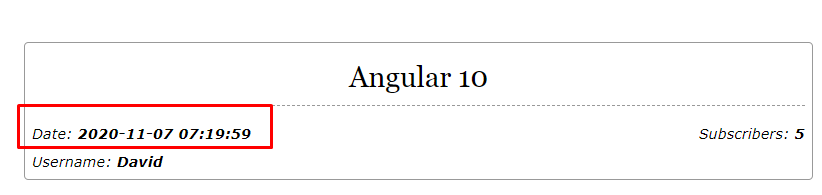 Angular 10
Date: 2020-11-07 07:19:59 Subscribers: 5
Username: David